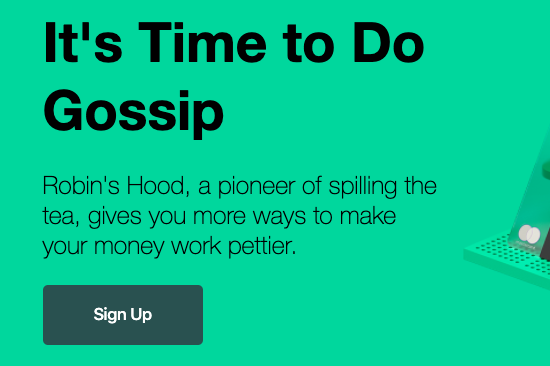 It's Time to Do
Gossip
Robin's Hood, a pioneer of spilling the
tea, gives you more ways to make
your money work pettier.
Sign Up